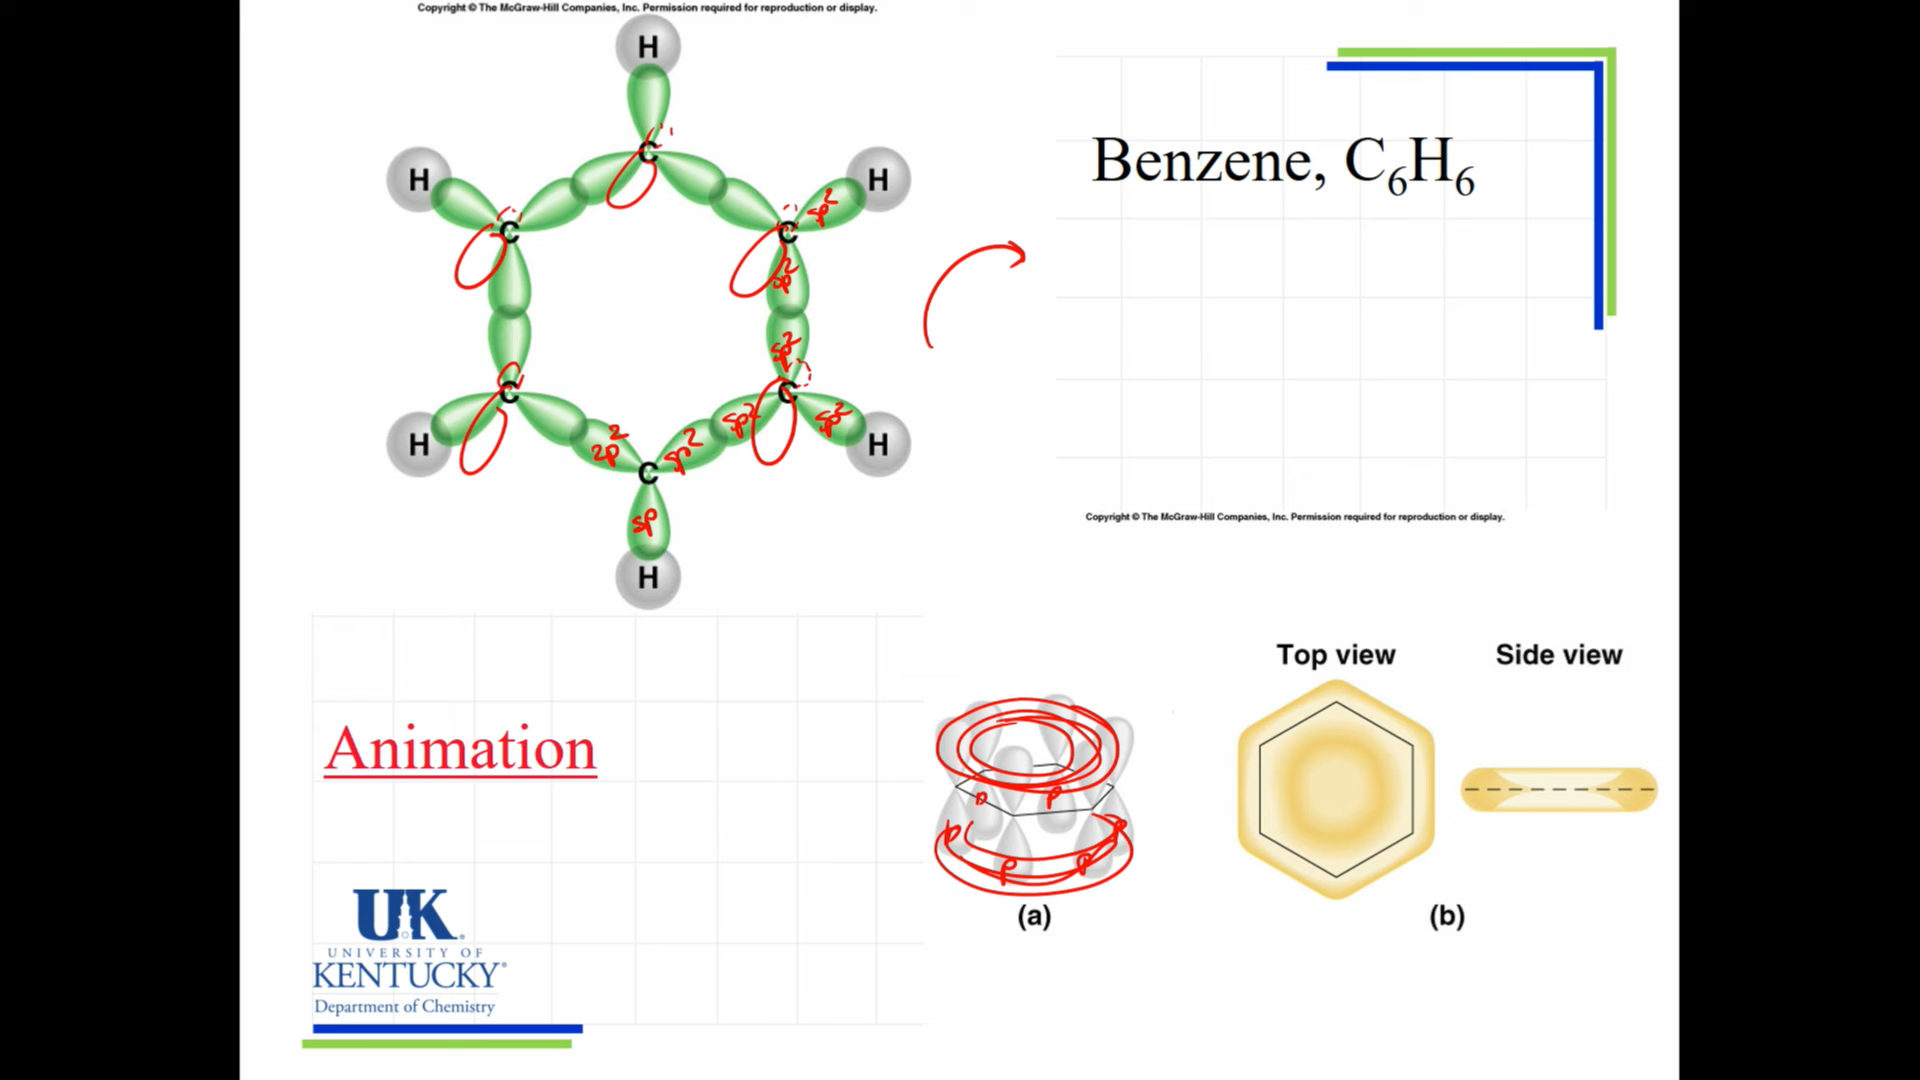 Copyright © The McGraw-Hill Companies, Inc. Permission required for reproduction or display.
H
C
H
H
C
C
sp²
sp²
sp²
C
C
H
H
sp²
sp²
sp²
2p²
C
sp
H
Benzene, C₆H₆
Copyright © The McGraw-Hill Companies, Inc. Permission required for reproduction or display.
Animation
UK
UNIVERSITY OF
KENTUCKY®
Department of Chemistry
Top view
Side view
p
p
p
p
p
(a)
(b)